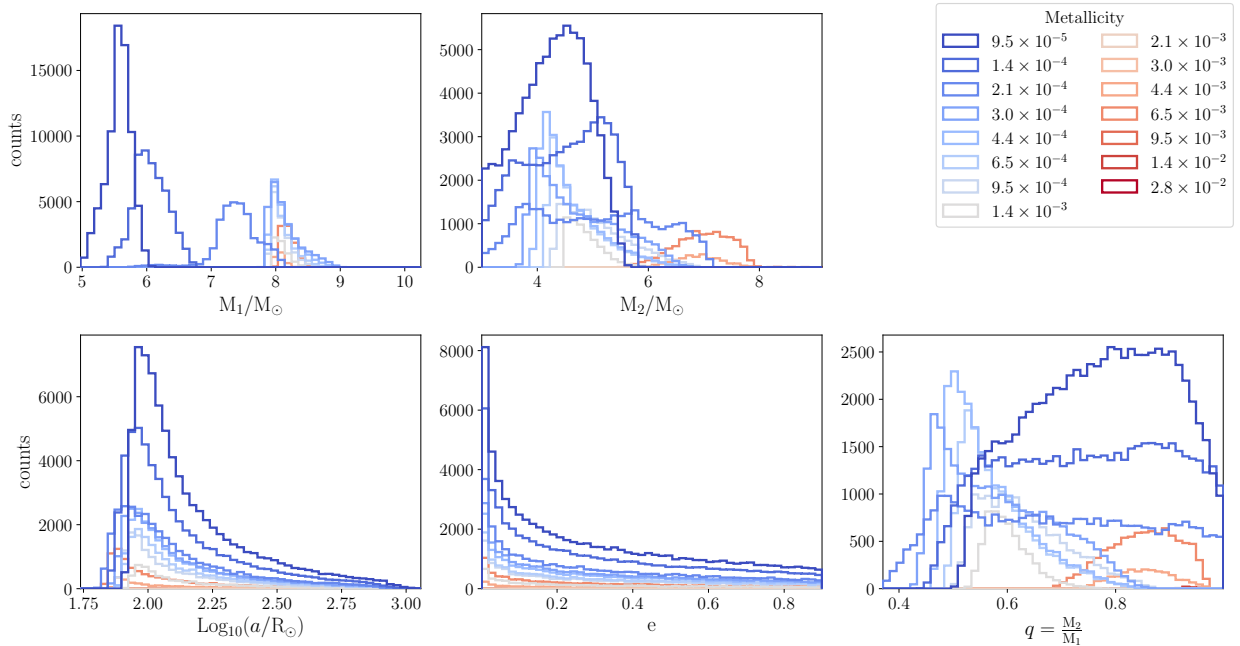 counts
15000
10000
5000
0
5
6
7
8
9
10
M₁/M⊙
5000
4000
3000
2000
1000
0
4
6
8
M₂/M⊙
Metallicity
9.5 × 10⁻⁵
1.4 × 10⁻⁴
2.1 × 10⁻⁴
3.0 × 10⁻⁴
4.4 × 10⁻⁴
6.5 × 10⁻⁴
9.5 × 10⁻⁴
1.4 × 10⁻³
2.1 × 10⁻³
3.0 × 10⁻³
4.4 × 10⁻³
6.5 × 10⁻³
9.5 × 10⁻³
1.4 × 10⁻²
2.8 × 10⁻²
counts
6000
4000
2000
0
1.75
2.00
2.25
2.50
2.75
3.00
Log₁₀(a/R⊙)
8000
6000
4000
2000
0
0.2
0.4
0.6
0.8
e
2500
2000
1500
1000
500
0
0.4
0.6
0.8
q = M₂/M₁